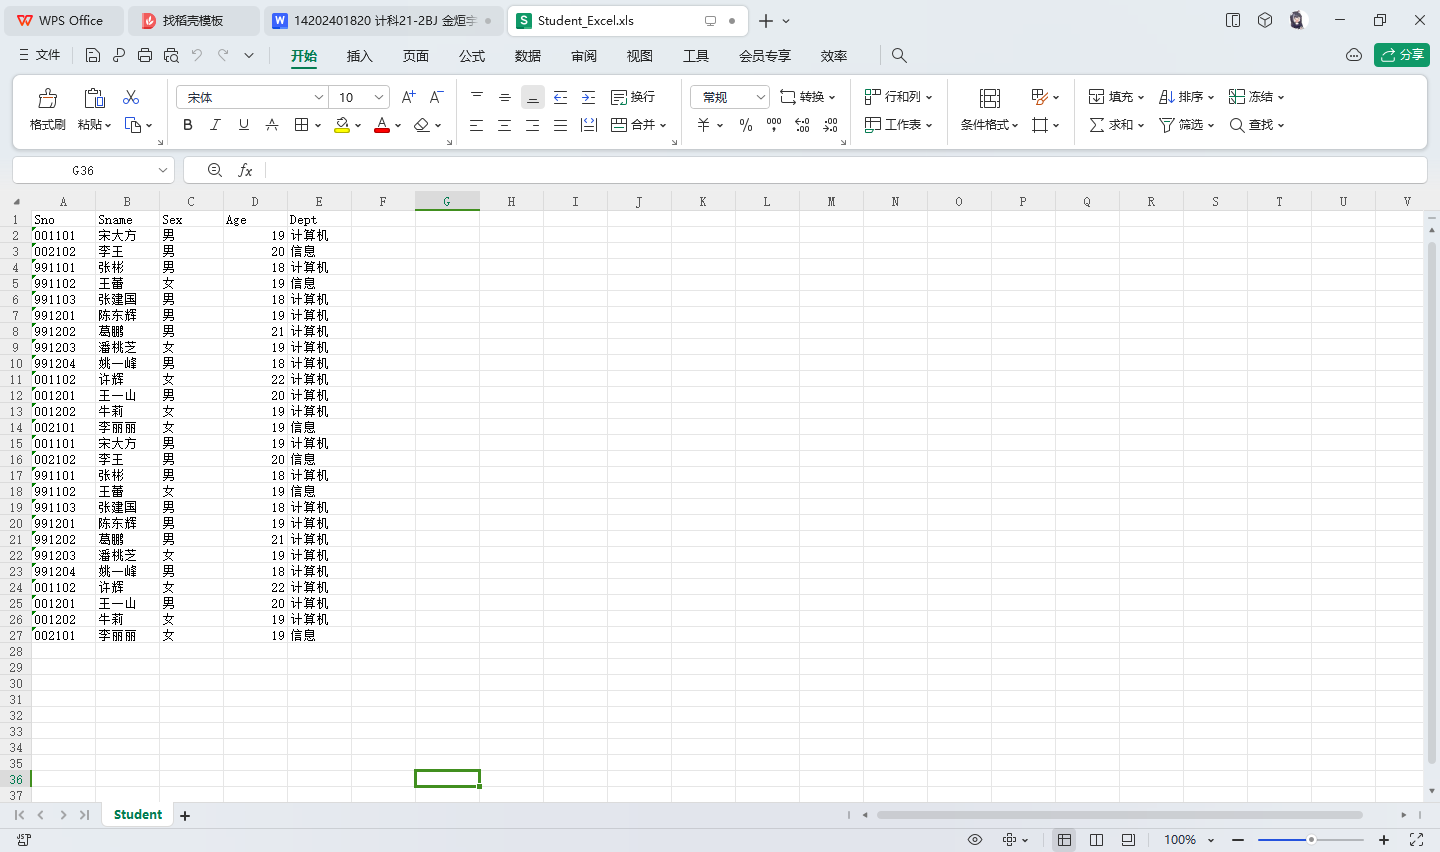 WPS Office 找稻壳模板 14202401820 计科21-2BJ 金烜宇 Student_Excel.xls
文件 开始 插入 页面 公式 数据 审阅 视图 工具 会员专享 效率 分享
宋体 10 换行 常规 转换 行和列 填充 排序 冻结
格式刷 粘贴 B I U A A 合并 工作表 条件格式 求和 筛选 查找
G36 fx
A B C D E F G H I J K L M N O P Q R S T U V
1 Sno Sname Sex Age Dept
2 001101 宋大方 男 19 计算机
3 002102 李王 男 20 信息
4 991101 张彬 男 18 计算机
5 991102 王蕾 女 19 信息
6 991103 张建国 男 18 计算机
7 991201 陈东辉 男 19 计算机
8 991202 葛鹏 男 21 计算机
9 991203 潘桃芝 女 19 计算机
10 991204 姚一峰 男 18 计算机
11 001102 许辉 女 22 计算机
12 001201 王一山 男 20 计算机
13 001202 牛莉 女 19 计算机
14 002101 李丽丽 女 19 信息
15 001101 宋大方 男 19 计算机
16 002102 李王 男 20 信息
17 991101 张彬 男 18 计算机
18 991102 王蕾 女 19 信息
19 991103 张建国 男 18 计算机
20 991201 陈东辉 男 19 计算机
21 991202 葛鹏 男 21 计算机
22 991203 潘桃芝 女 19 计算机
23 991204 姚一峰 男 18 计算机
24 001102 许辉 女 22 计算机
25 001201 王一山 男 20 计算机
26 001202 牛莉 女 19 计算机
27 002101 李丽丽 女 19 信息
28
29
30
31
32
33
34
35
36
37
Student
100%